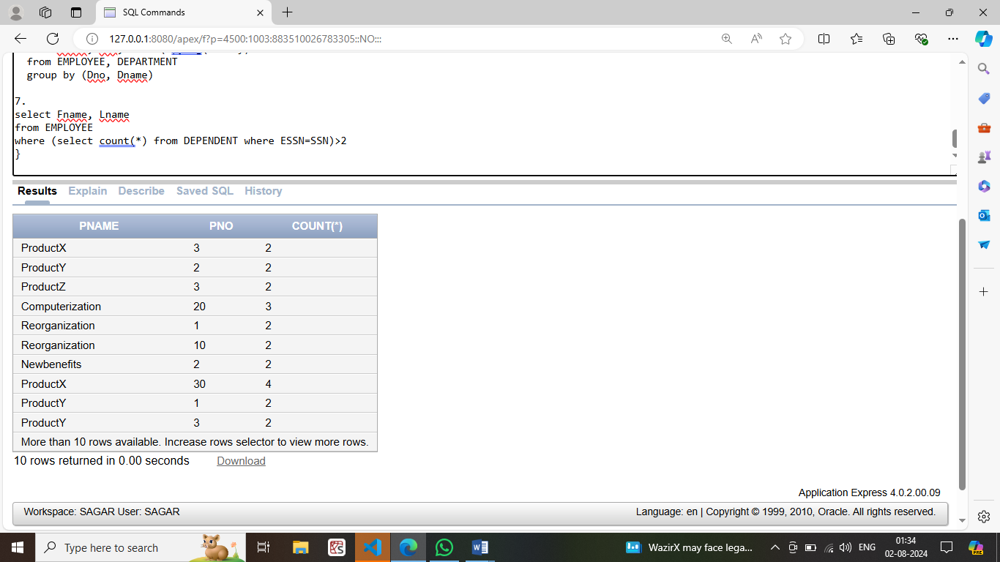 SQL Commands
127.0.0.1:8080/apex/f?p=4500:1003:883510026783305::NO:::
from EMPLOYEE, DEPARTMENT
group by (Dno, Dname)
7.
select Fname, Lname
from EMPLOYEE
where (select count(*) from DEPENDENT where ESSN=SSN)>2
}
Results Explain Describe Saved SQL History
PNAME PNO COUNT(*)
ProductX 3 2
ProductY 2 2
ProductZ 3 2
Computerization 20 3
Reorganization 1 2
Reorganization 10 2
Newbenefits 2 2
ProductX 30 4
ProductY 1 2
ProductY 3 2
More than 10 rows available. Increase rows selector to view more rows.
10 rows returned in 0.00 seconds Download
Application Express 4.0.2.00.09
Workspace: SAGAR User: SAGAR Language: en | Copyright © 1999, 2010, Oracle. All rights reserved.
Type here to search WazirX may face lega... ENG 01:34
02-08-2024
PRE